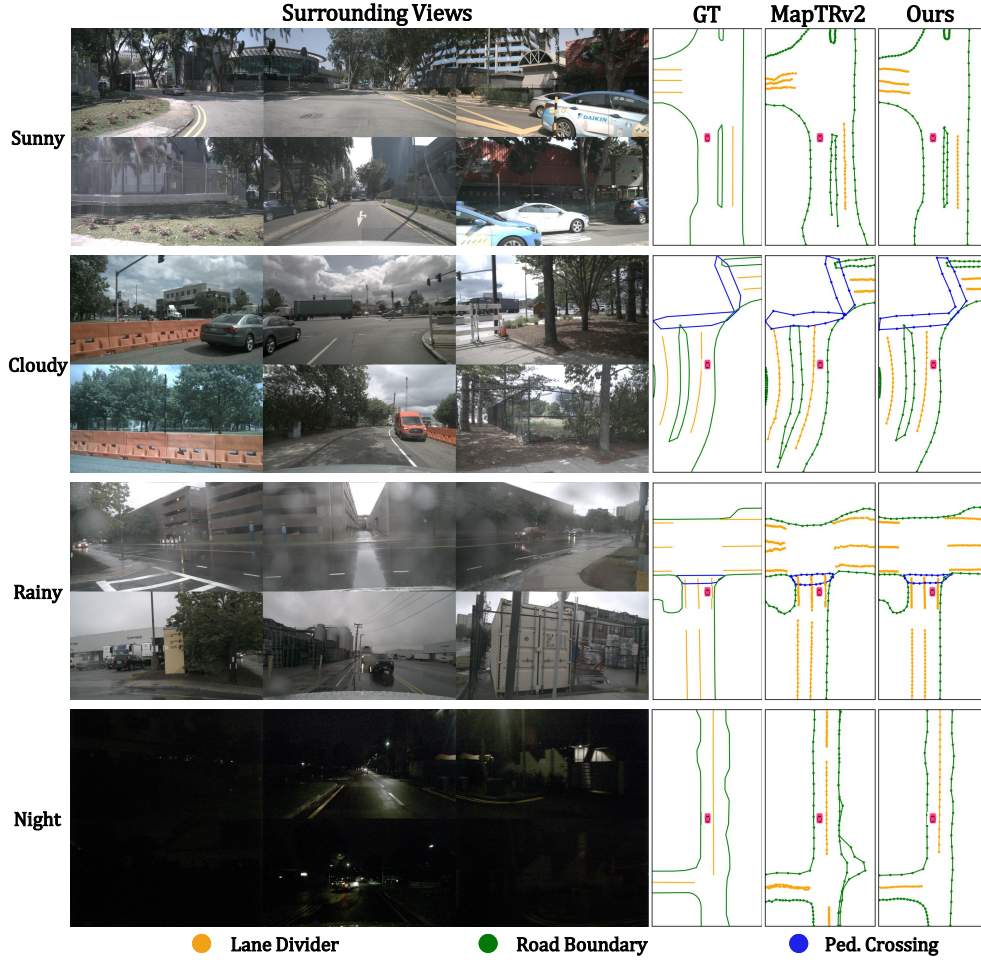 Surrounding Views GT MapTRv2 Ours
Sunny
DAIKIN
Cloudy
Rainy
Night
Lane Divider Road Boundary Ped. Crossing